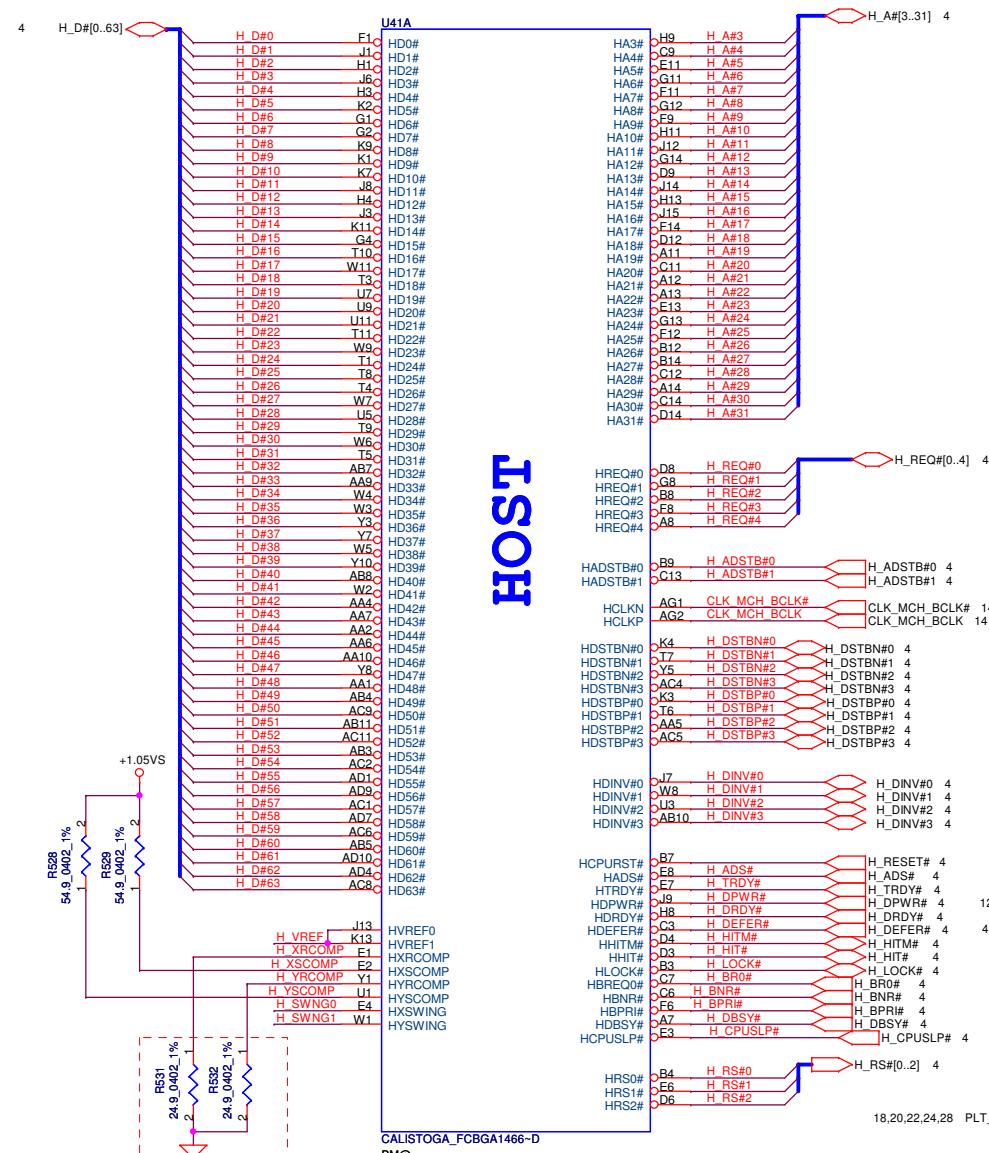 4 H_D#[0..63]
U41A
H_A#[3..31] 4
H_D#0 F1 HD0#
H_D#1 J1 HD1#
H_D#2 H1 HD2#
H_D#3 J6 HD3#
H_D#4 H3 HD4#
H_D#5 K2 HD5#
H_D#6 G1 HD6#
H_D#7 G2 HD7#
H_D#8 K9 HD8#
H_D#9 K1 HD9#
H_D#10 K7 HD10#
H_D#11 J8 HD11#
H_D#12 H4 HD12#
H_D#13 J3 HD13#
H_D#14 K11 HD14#
H_D#15 G4 HD15#
H_D#16 T10 HD16#
H_D#17 W11 HD17#
H_D#18 T3 HD18#
H_D#19 U7 HD19#
H_D#20 U9 HD20#
H_D#21 U11 HD21#
H_D#22 T11 HD22#
H_D#23 W9 HD23#
H_D#24 T1 HD24#
H_D#25 T8 HD25#
H_D#26 T4 HD26#
H_D#27 W7 HD27#
H_D#28 U5 HD28#
H_D#29 T9 HD29#
H_D#30 W6 HD30#
H_D#31 T5 HD31#
H_D#32 AB7 HD32#
H_D#33 AA9 HD33#
H_D#34 W4 HD34#
H_D#35 W3 HD35#
H_D#36 Y3 HD36#
H_D#37 Y7 HD37#
H_D#38 W5 HD38#
H_D#39 Y10 HD39#
H_D#40 AB8 HD40#
H_D#41 W2 HD41#
H_D#42 AA4 HD42#
H_D#43 AA7 HD43#
H_D#44 AA2 HD44#
H_D#45 AA6 HD45#
H_D#46 AA10 HD46#
H_D#47 Y8 HD47#
H_D#48 AA1 HD48#
H_D#49 AB4 HD49#
H_D#50 AC9 HD50#
H_D#51 AB11 HD51#
H_D#52 AC11 HD52#
H_D#53 AB3 HD53#
H_D#54 AC2 HD54#
H_D#55 AD1 HD55#
H_D#56 AD9 HD56#
H_D#57 AC1 HD57#
H_D#58 AD7 HD58#
H_D#59 AC6 HD59#
H_D#60 AB5 HD60#
H_D#61 AD10 HD61#
H_D#62 AD4 HD62#
H_D#63 AC8 HD63#
+1.05VS
2 R528 54.9_0402_1% 1
2 R529 54.9_0402_1% 1
J13 HVREF0
H_VREF K13 HVREF1
H_XRCOMP E1 HXRCOMP
H_XSCOMP E2 HXSCOMP
H_YRCOMP Y1 HYRCOMP
H_YSCOMP U1 HYSCOMP
H_SWNG0 E4 HXSWING
H_SWNG1 W1 HYSWING
1 R531 24.9_0402_1% 2
1 R532 24.9_0402_1% 2
HOST
HA3# H9 H_A#3
HA4# C9 H_A#4
HA5# E11 H_A#5
HA6# G11 H_A#6
HA7# F11 H_A#7
HA8# G12 H_A#8
HA9# F9 H_A#9
HA10# H11 H_A#10
HA11# J12 H_A#11
HA12# G14 H_A#12
HA13# D9 H_A#13
HA14# J14 H_A#14
HA15# H13 H_A#15
HA16# J15 H_A#16
HA17# F14 H_A#17
HA18# D12 H_A#18
HA19# A11 H_A#19
HA20# C11 H_A#20
HA21# A12 H_A#21
HA22# A13 H_A#22
HA23# E13 H_A#23
HA24# G13 H_A#24
HA25# F12 H_A#25
HA26# B12 H_A#26
HA27# B14 H_A#27
HA28# C12 H_A#28
HA29# A14 H_A#29
HA30# C14 H_A#30
HA31# D14 H_A#31
H_REQ#[0..4] 4
HREQ#0 D8 H_REQ#0
HREQ#1 G8 H_REQ#1
HREQ#2 B8 H_REQ#2
HREQ#3 F8 H_REQ#3
HREQ#4 A8 H_REQ#4
HADSTB#0 B9 H_ADSTB#0 H_ADSTB#0 4
HADSTB#1 C13 H_ADSTB#1 H_ADSTB#1 4
HCLKN AG1 CLK_MCH_BCLK# CLK_MCH_BCLK# 14
HCLKP AG2 CLK_MCH_BCLK CLK_MCH_BCLK 14
HDSTBN#0 K4 H_DSTBN#0 H_DSTBN#0 4
HDSTBN#1 T7 H_DSTBN#1 H_DSTBN#1 4
HDSTBN#2 Y5 H_DSTBN#2 H_DSTBN#2 4
HDSTBN#3 AC4 H_DSTBN#3 H_DSTBN#3 4
HDSTBP#0 K3 H_DSTBP#0 H_DSTBP#0 4
HDSTBP#1 T6 H_DSTBP#1 H_DSTBP#1 4
HDSTBP#2 AA5 H_DSTBP#2 H_DSTBP#2 4
HDSTBP#3 AC5 H_DSTBP#3 H_DSTBP#3 4
HDINV#0 J7 H_DINV#0 H_DINV#0 4
HDINV#1 W8 H_DINV#1 H_DINV#1 4
HDINV#2 U3 H_DINV#2 H_DINV#2 4
HDINV#3 AB10 H_DINV#3 H_DINV#3 4
HCPURST# B7 H_RESET# 4
HADS# E8 H_ADS# H_ADS# 4
HTRDY# E7 H_TRDY# H_TRDY# 4
HDPWR# J9 H_DPWR# H_DPWR# 4 12
HDRDY# H8 H_DRDY# H_DRDY# 4
HDEFER# C3 H_DEFER# H_DEFER# 4 4
HHITM# D4 H_HITM# H_HITM# 4
HHIT# D3 H_HIT# H_HIT# 4
HLOCK# B3 H_LOCK# H_LOCK# 4
HBREQ0# C7 H_BR0# H_BR0# 4
HBNR# C6 H_BNR# H_BNR# 4
HBPRI# F6 H_BPRI# H_BPRI# 4
HDBSY# A7 H_DBSY# H_DBSY# 4
HCPUSLP# E3 H_CPUSLP# H_CPUSLP# 4
H_RS#[0..2] 4
HRS0# B4 H_RS#0
HRS1# E6 H_RS#1
HRS2# D6 H_RS#2
18,20,22,24,28 PLT_
CALISTOGA_FCBGA1466~D